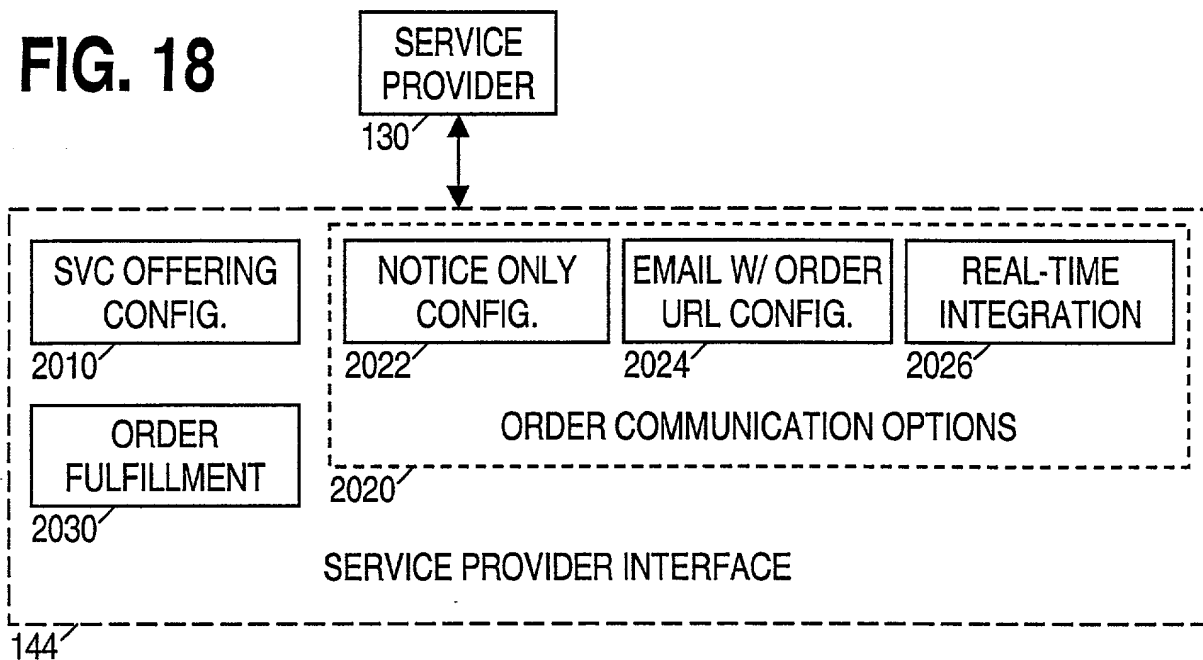 FIG. 18
SERVICE
PROVIDER
130
SVC OFFERING
CONFIG.
2010
NOTICE ONLY
CONFIG.
2022
EMAIL W/ ORDER
URL CONFIG.
2024
REAL-TIME
INTEGRATION
2026
ORDER COMMUNICATION OPTIONS
2020
ORDER
FULFILLMENT
2030
SERVICE PROVIDER INTERFACE
144